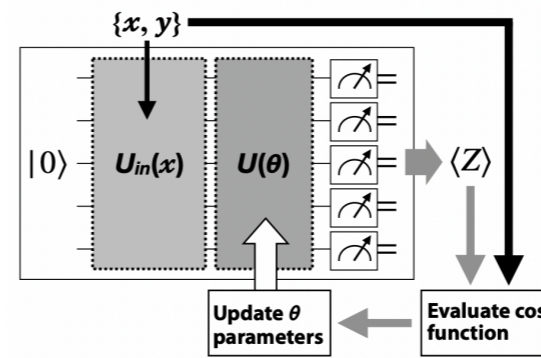 {x, y}
|0⟩
U_in(x)
U(θ)
⟨Z⟩
Update θ
parameters
Evaluate cos
function